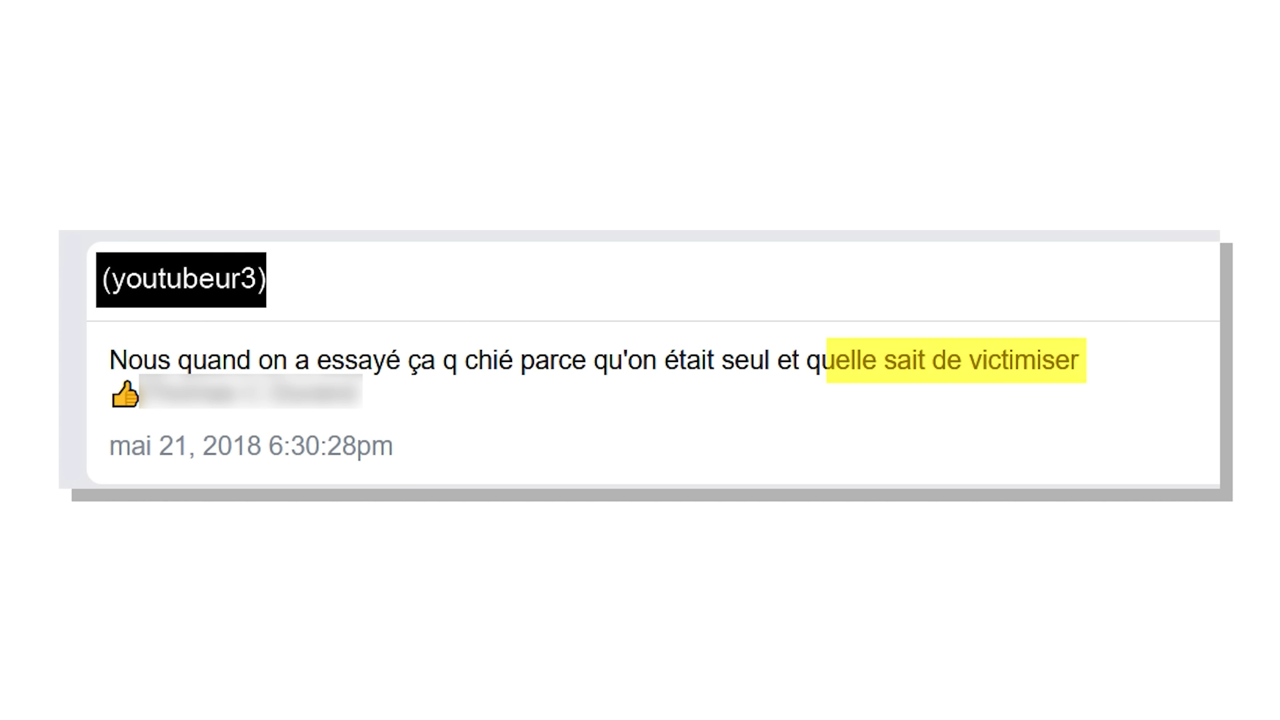 (youtubeur3)
Nous quand on a essayé ça q chié parce qu'on était seul et quelle sait de victimiser
mai 21, 2018 6:30:28pm